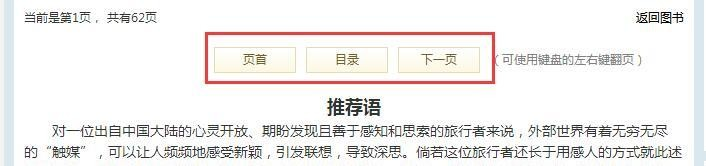 当前是第1页，共有62页 返回图书
页首 目录 下一页 （可使用键盘的左右键翻页）
推荐语
对一位出自中国大陆的心灵开放、期盼发现且善于感知和思索的旅行者来说，外部世界有着无穷无尽
的“触媒”，可以让人频频地感受新颖，引发联想，导致深思。倘若这位旅行者还长于用感人的方式就此述